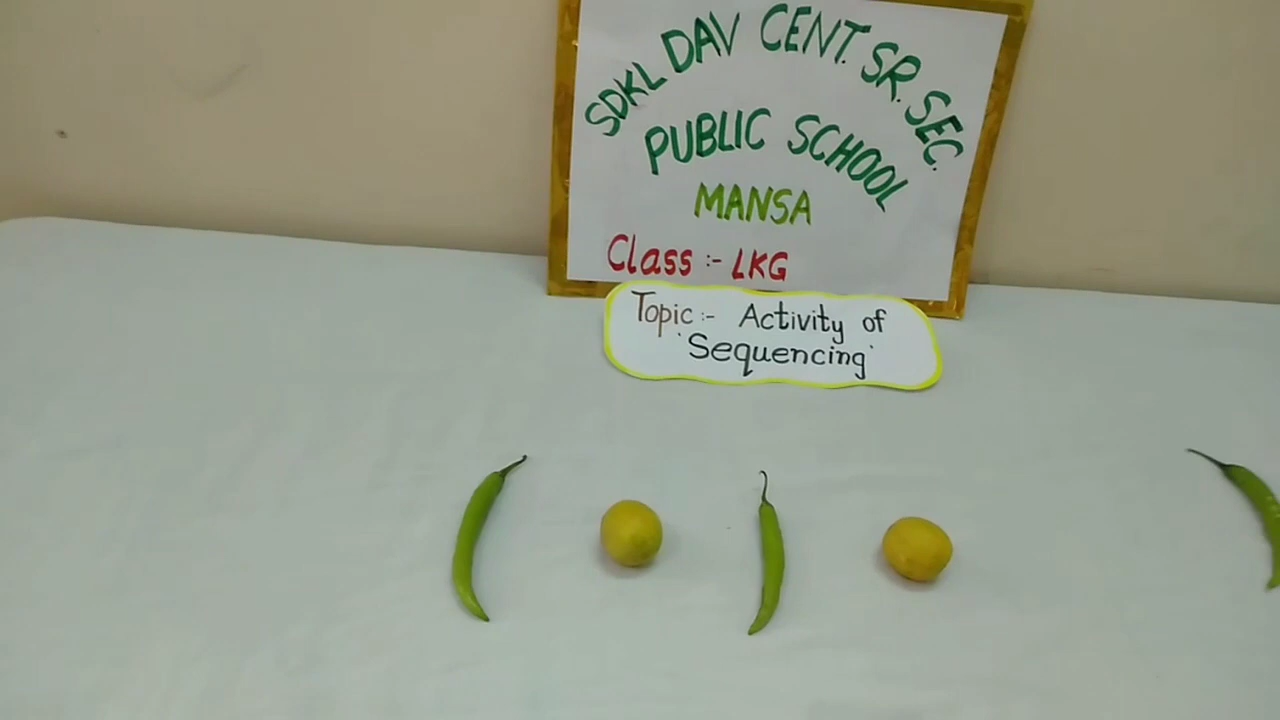 SDKL DAV CENT. SR. SEC.
PUBLIC SCHOOL
MANSA
Class :- LKG
Topic :- Activity of
'Sequencing'